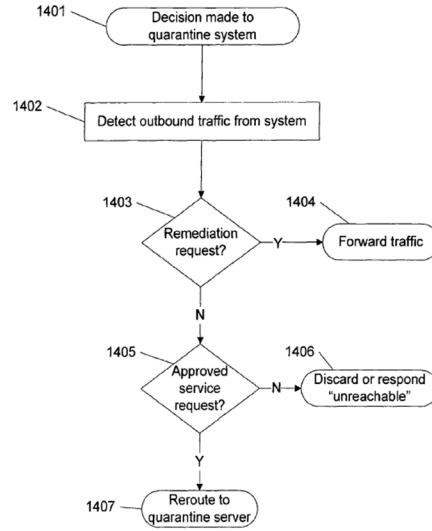 1401
Decision made to
quarantine system
1402
Detect outbound traffic from system
1403
Remediation
request?
Y
1404
Forward traffic
N
1405
Approved
service
request?
N
1406
Discard or respond
“unreachable”
Y
1407
Reroute to
quarantine server